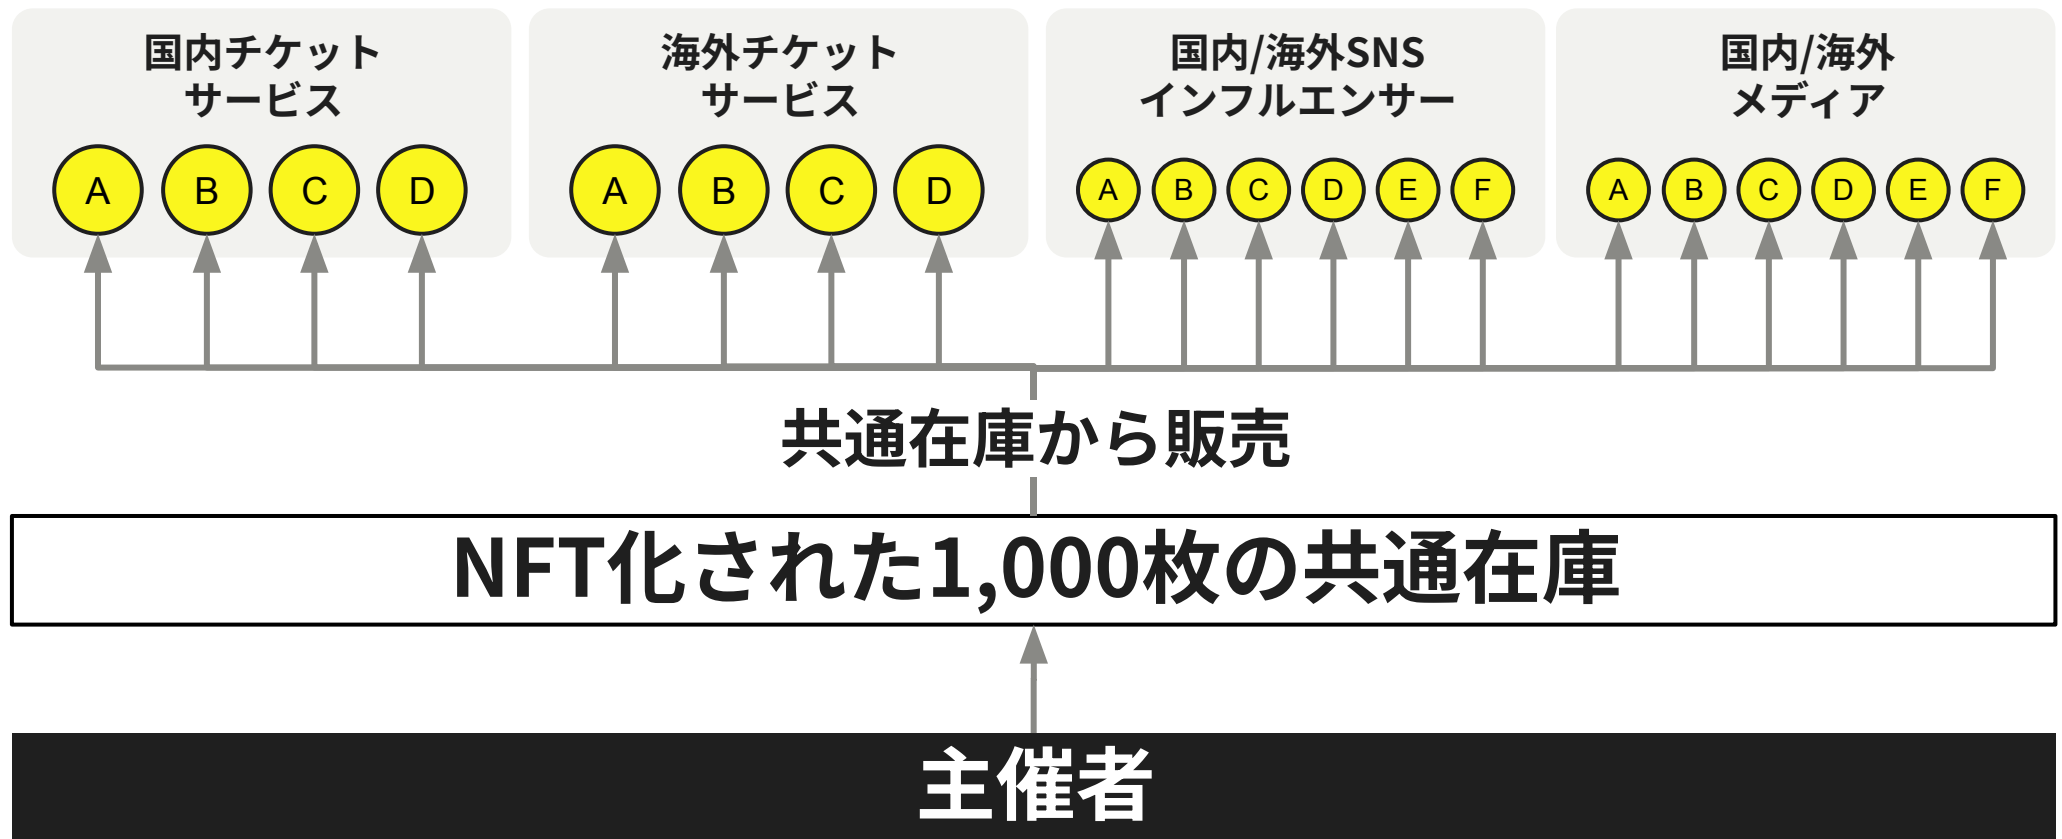 国内チケット
サービス
海外チケット
サービス
国内/海外SNS
インフルエンサー
国内/海外
メディア
A B C D
A B C D
A B C D E F
A B C D E F
共通在庫から販売
NFT化された1,000枚の共通在庫
主催者